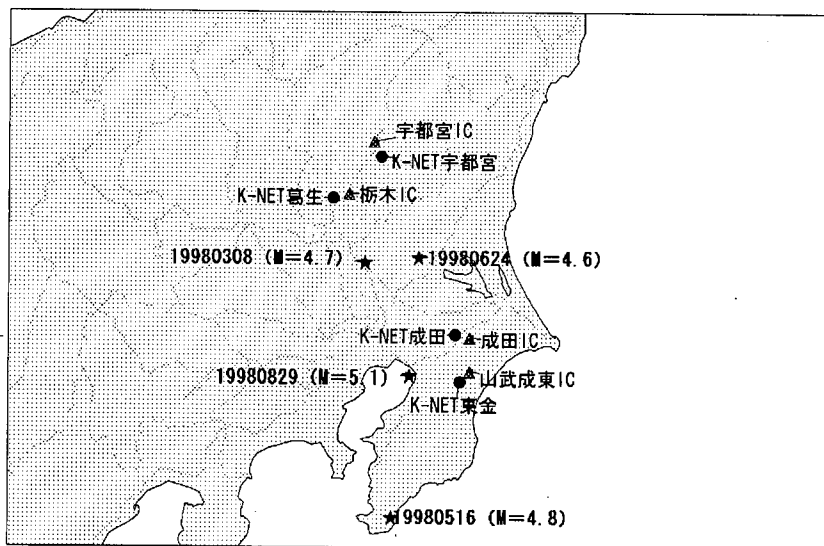 宇都宮IC
K-NET宇都宮
K-NET葛生
栃木IC
19980308 (M=4.7)
19980624 (M=4.6)
K-NET成田
成田IC
19980829 (M=5.1)
山武成東IC
K-NET東金
19980516 (M=4.8)